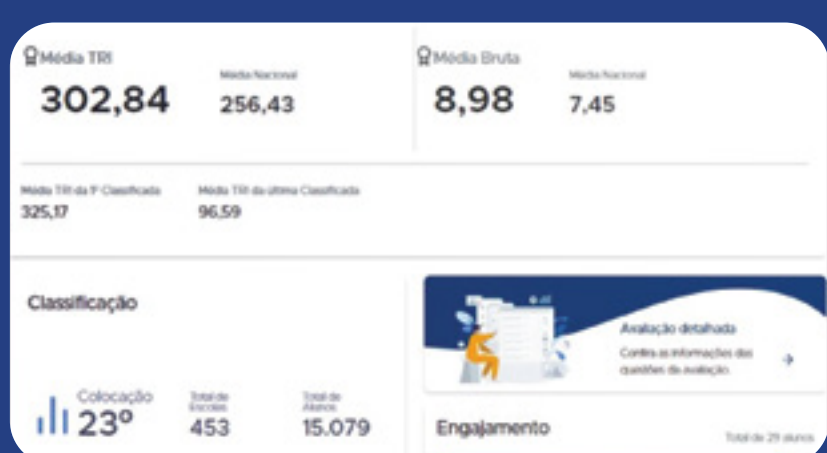 Média TRI
302,84
Média Nacional
256,43
Média Bruta
8,98
Média Nacional
7,45
Média TRI da 1ª Classificada
325,17
Média TRI da última Classificada
96,59
Classificação
Colocação
23º
Total de Escolas
453
Total de Alunos
15.079
Avaliação detalhada
Confira as informações das
questões da avaliação.
Engajamento
Total de 29 alunos